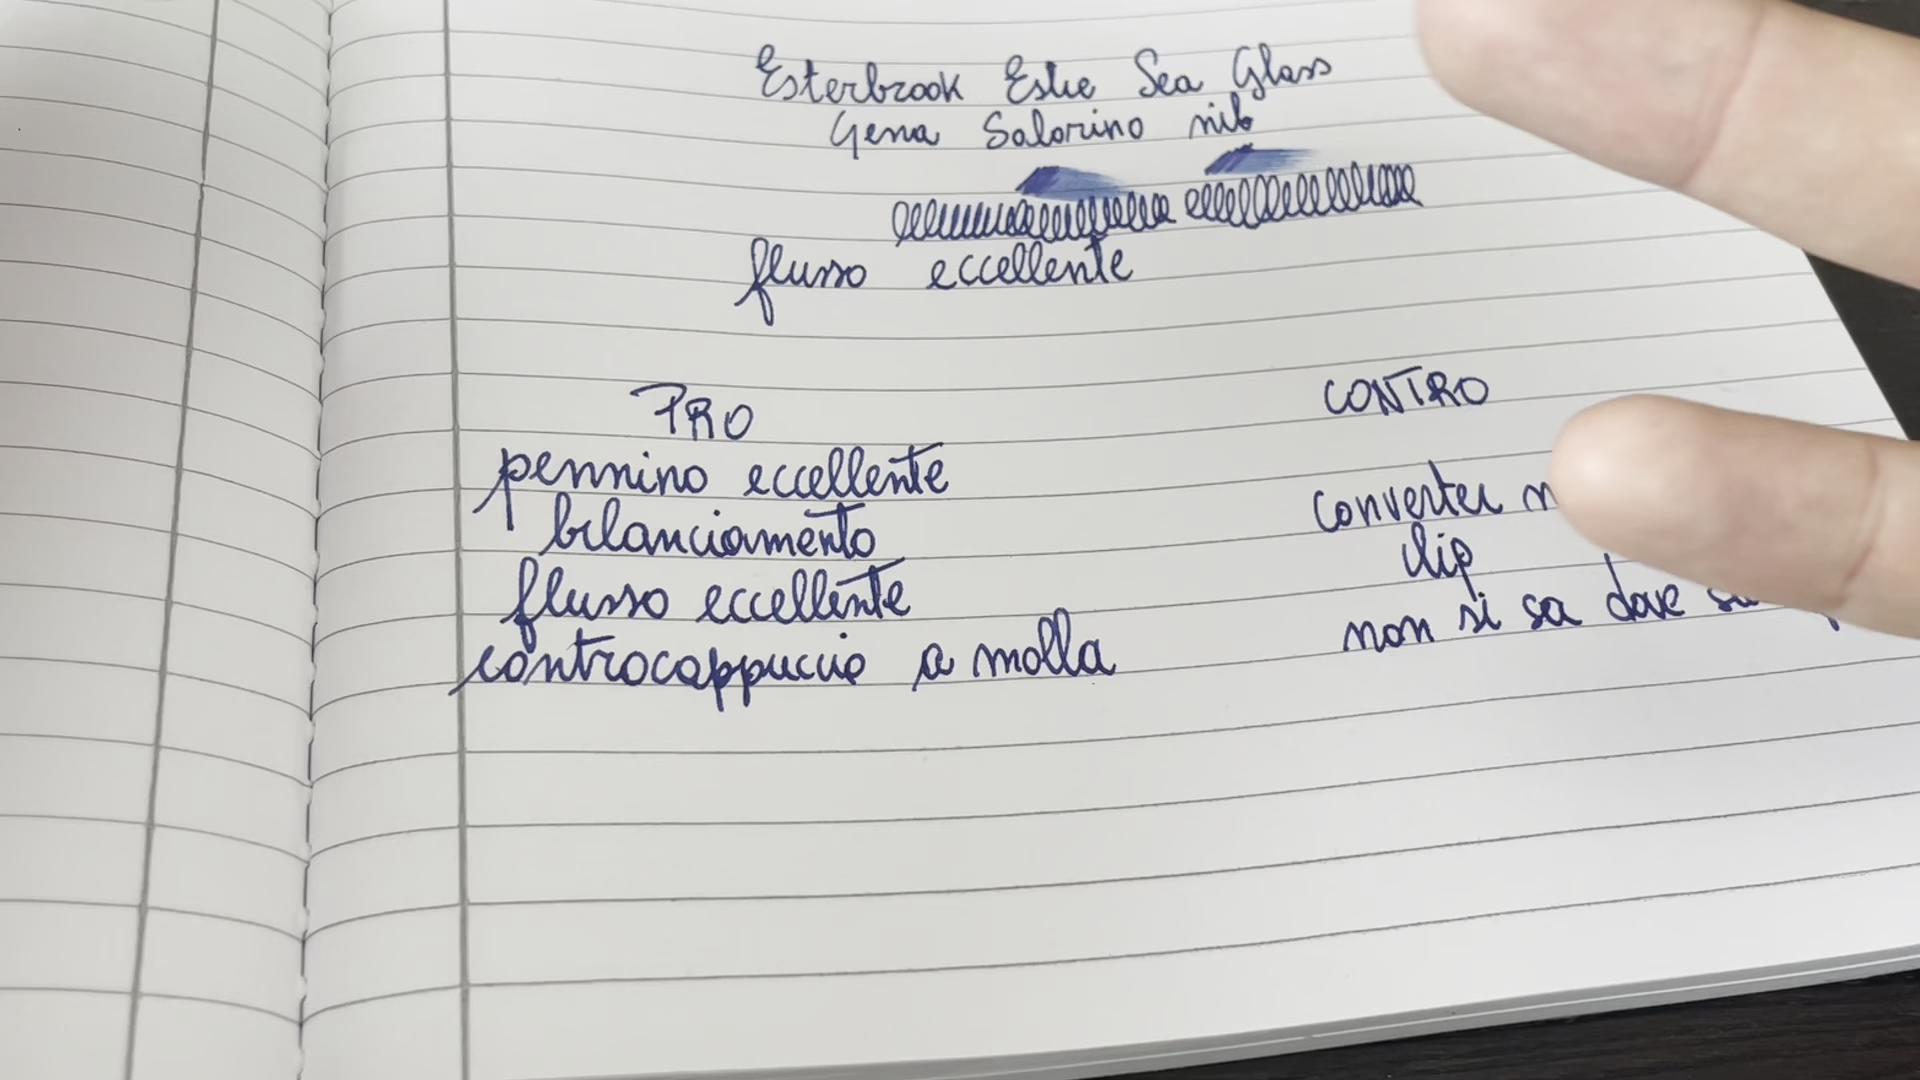 Esterbrook Estie Sea Glass
Gena Salorino nib
flusso eccellente
PRO
pennino eccellente
bilanciamento
flusso eccellente
controcappuccio a molla
CONTRO
converter
clip
non si sa dove